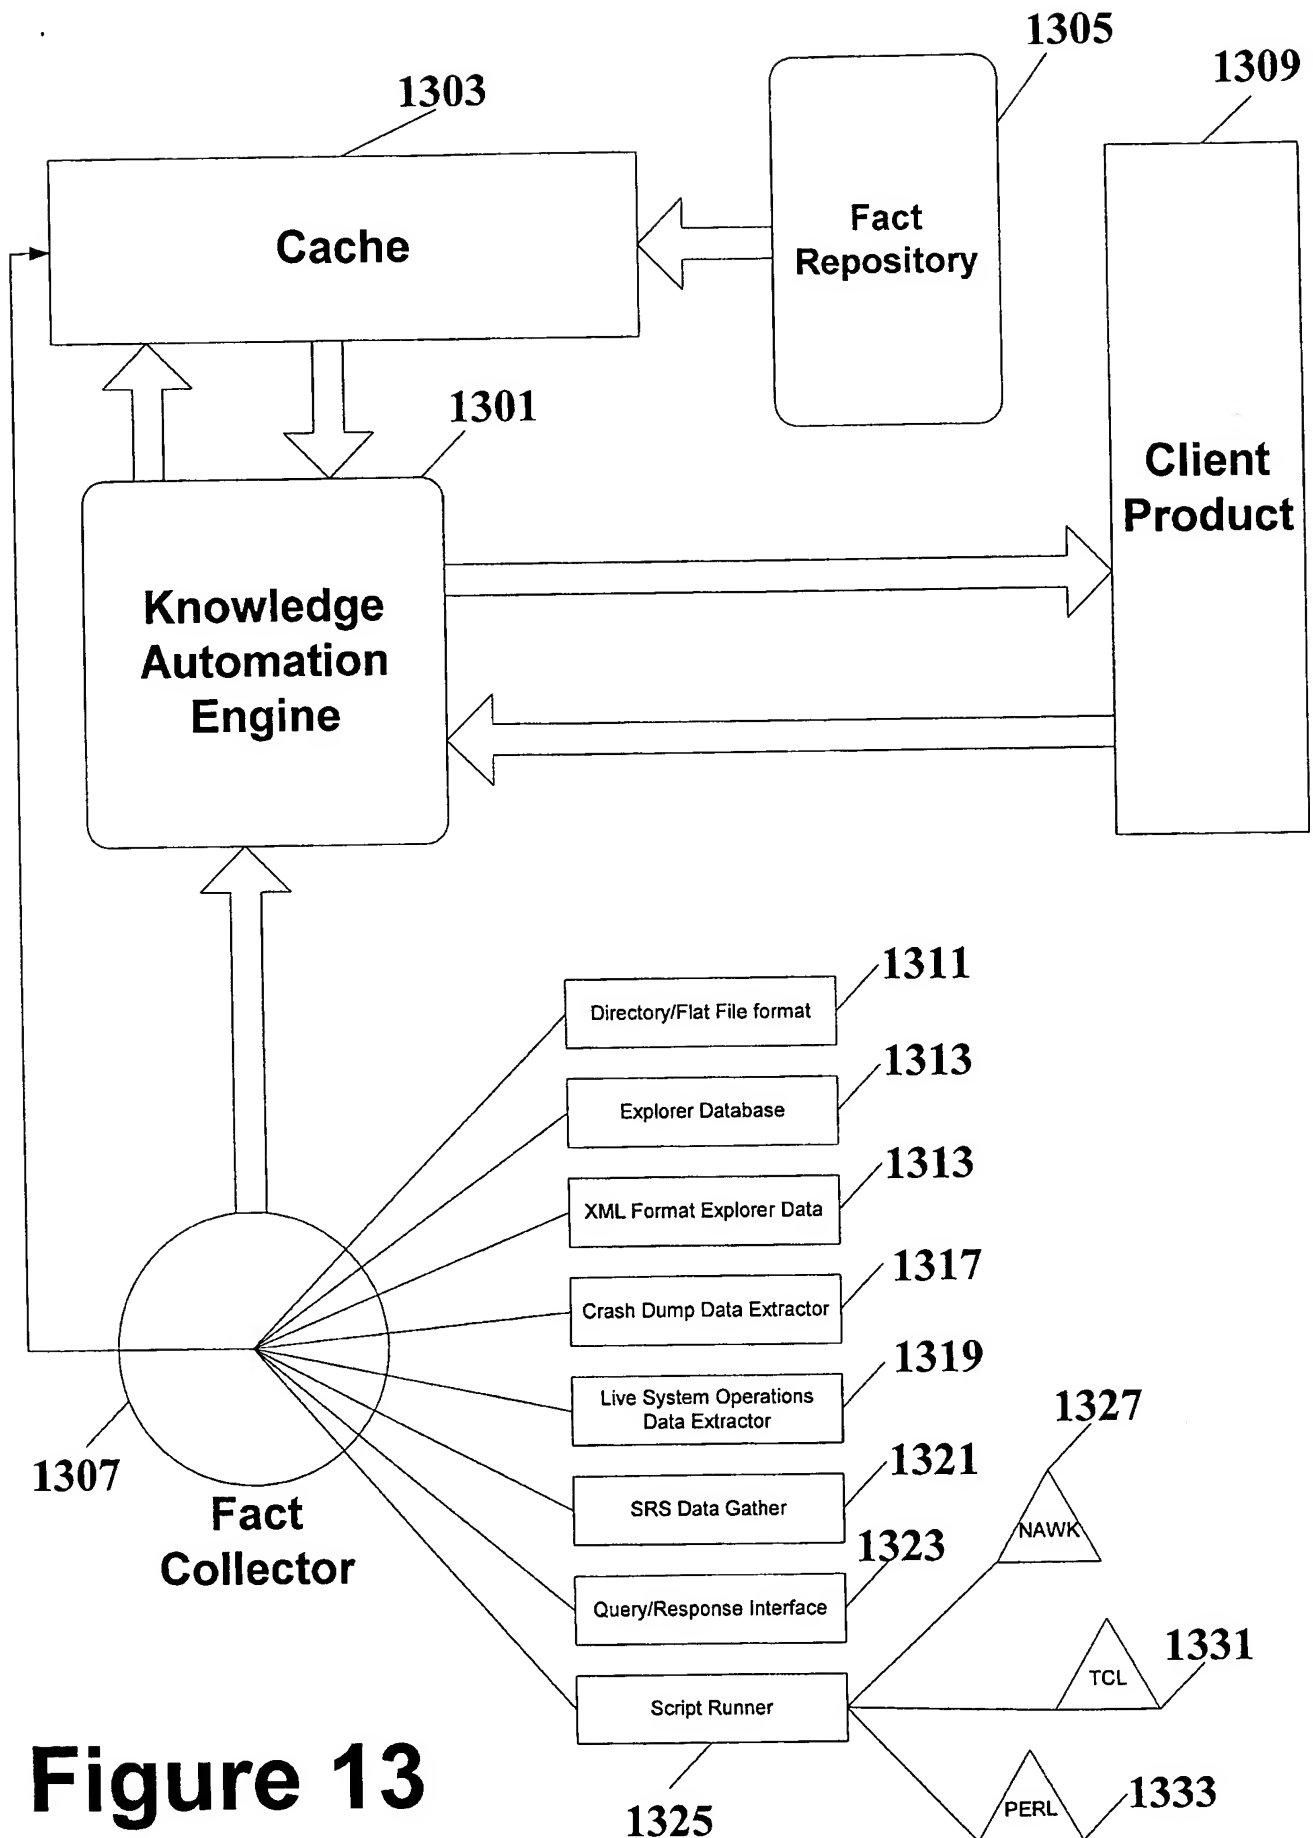 1305
1309
1303
Cache
Fact
Repository
1301
Client
Product
Knowledge
Automation
Engine
1311
Directory/Flat File format
1313
Explorer Database
1313
XML Format Explorer Data
1317
Crash Dump Data Extractor
1319
Live System Operations
Data Extractor
1327
1307
1321
SRS Data Gather
NAWK
Fact
Collector
1323
Query/Response Interface
1331
TCL
Script Runner
Figure 13
1325
PERL
1333